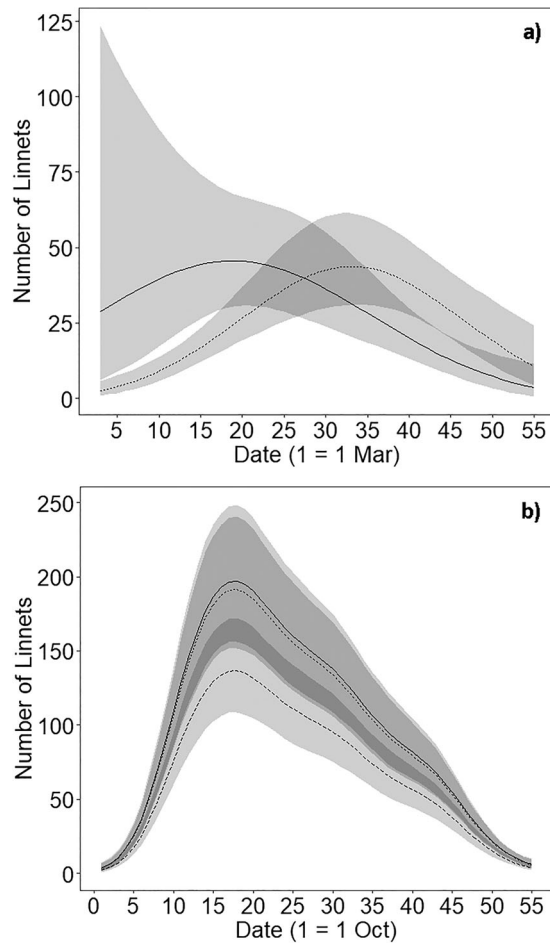 a)
Number of Linnets
125
100
75
50
25
0
5 10 15 20 25 30 35 40 45 50 55
Date (1 = 1 Mar)
b)
Number of Linnets
250
200
150
100
50
0
0 5 10 15 20 25 30 35 40 45 50 55
Date (1 = 1 Oct)